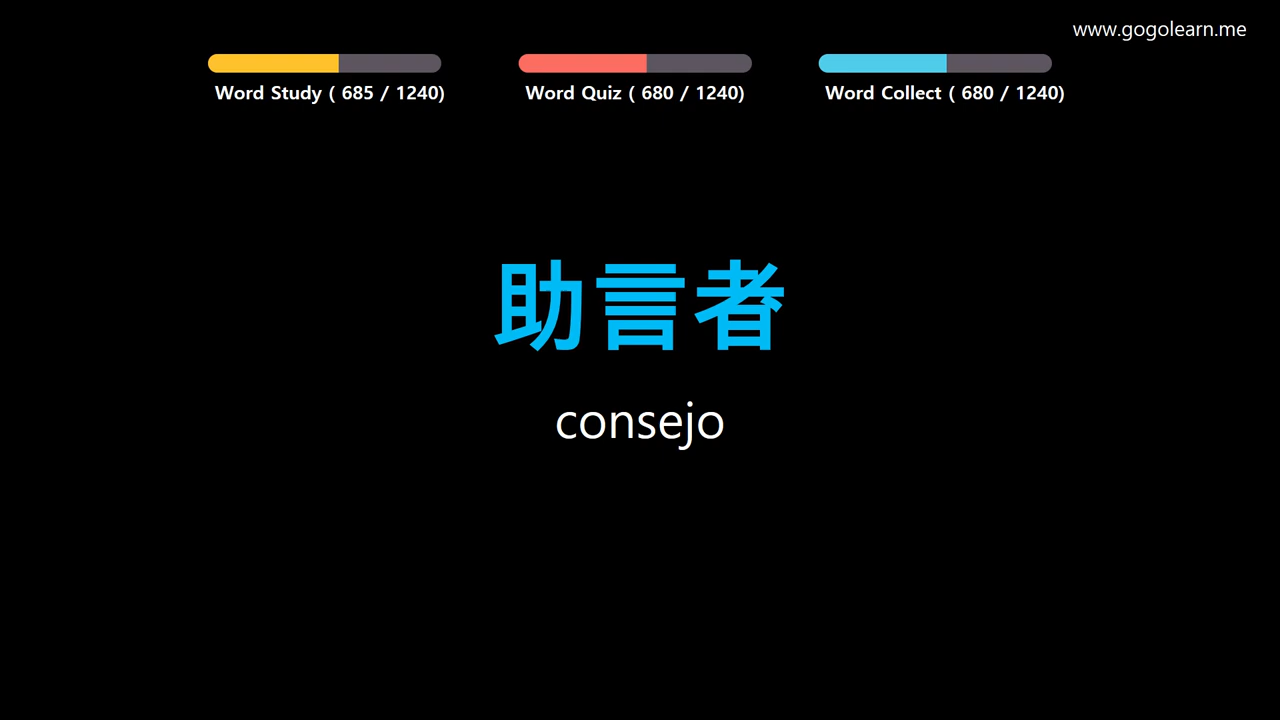 www.gogolearn.me
Word Study ( 685 / 1240)
Word Quiz ( 680 / 1240)
Word Collect ( 680 / 1240)
助言者
consejo